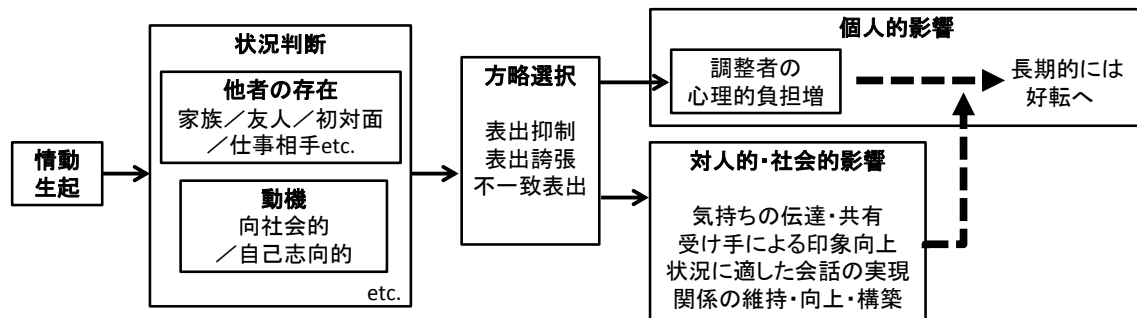 情動
生起
状況判断
他者の存在
家族／友人／初対面
／仕事相手etc.
動機
向社会的
／自己志向的
etc.
方略選択
表出抑制
表出誇張
不一致表出
個人的影響
調整者の
心理的負担増
長期的には
好転へ
対人的・社会的影響
気持ちの伝達・共有
受け手による印象向上
状況に適した会話の実現
関係の維持・向上・構築